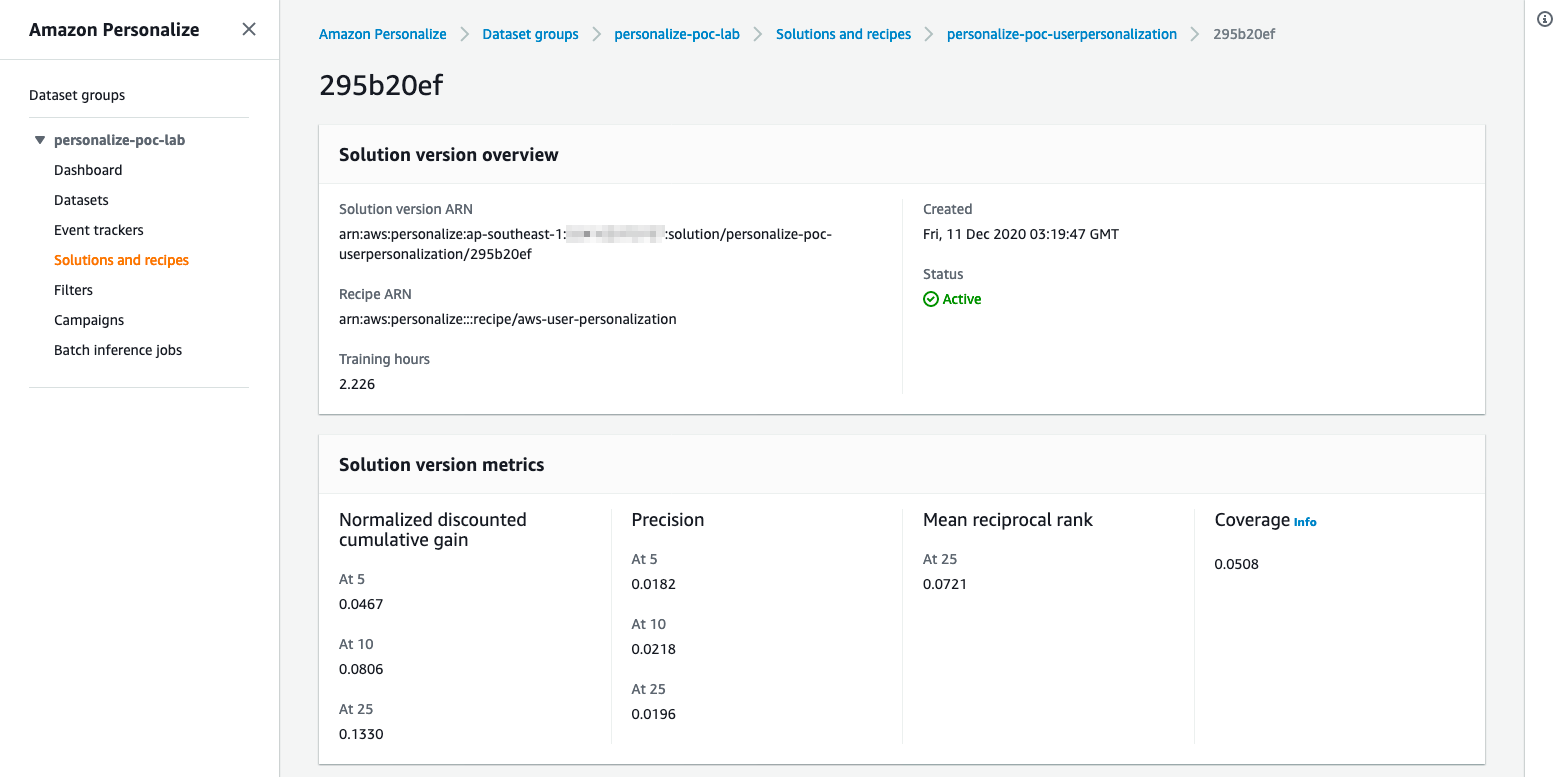 Amazon Personalize
Dataset groups
personalize-poc-lab
Dashboard
Datasets
Event trackers
Solutions and recipes
Filters
Campaigns
Batch inference jobs
Amazon Personalize > Dataset groups > personalize-poc-lab > Solutions and recipes > personalize-poc-userpersonalization > 295b20ef
295b20ef
Solution version overview
Solution version ARN
arn:aws:personalize:ap-southeast-1: :solution/personalize-poc-
userpersonalization/295b20ef
Recipe ARN
arn:aws:personalize:::recipe/aws-user-personalization
Training hours
2.226
Created
Fri, 11 Dec 2020 03:19:47 GMT
Status
Active
Solution version metrics
Normalized discounted
cumulative gain
At 5
0.0467
At 10
0.0806
At 25
0.1330
Precision
At 5
0.0182
At 10
0.0218
At 25
0.0196
Mean reciprocal rank
At 25
0.0721
Coverage Info
0.0508